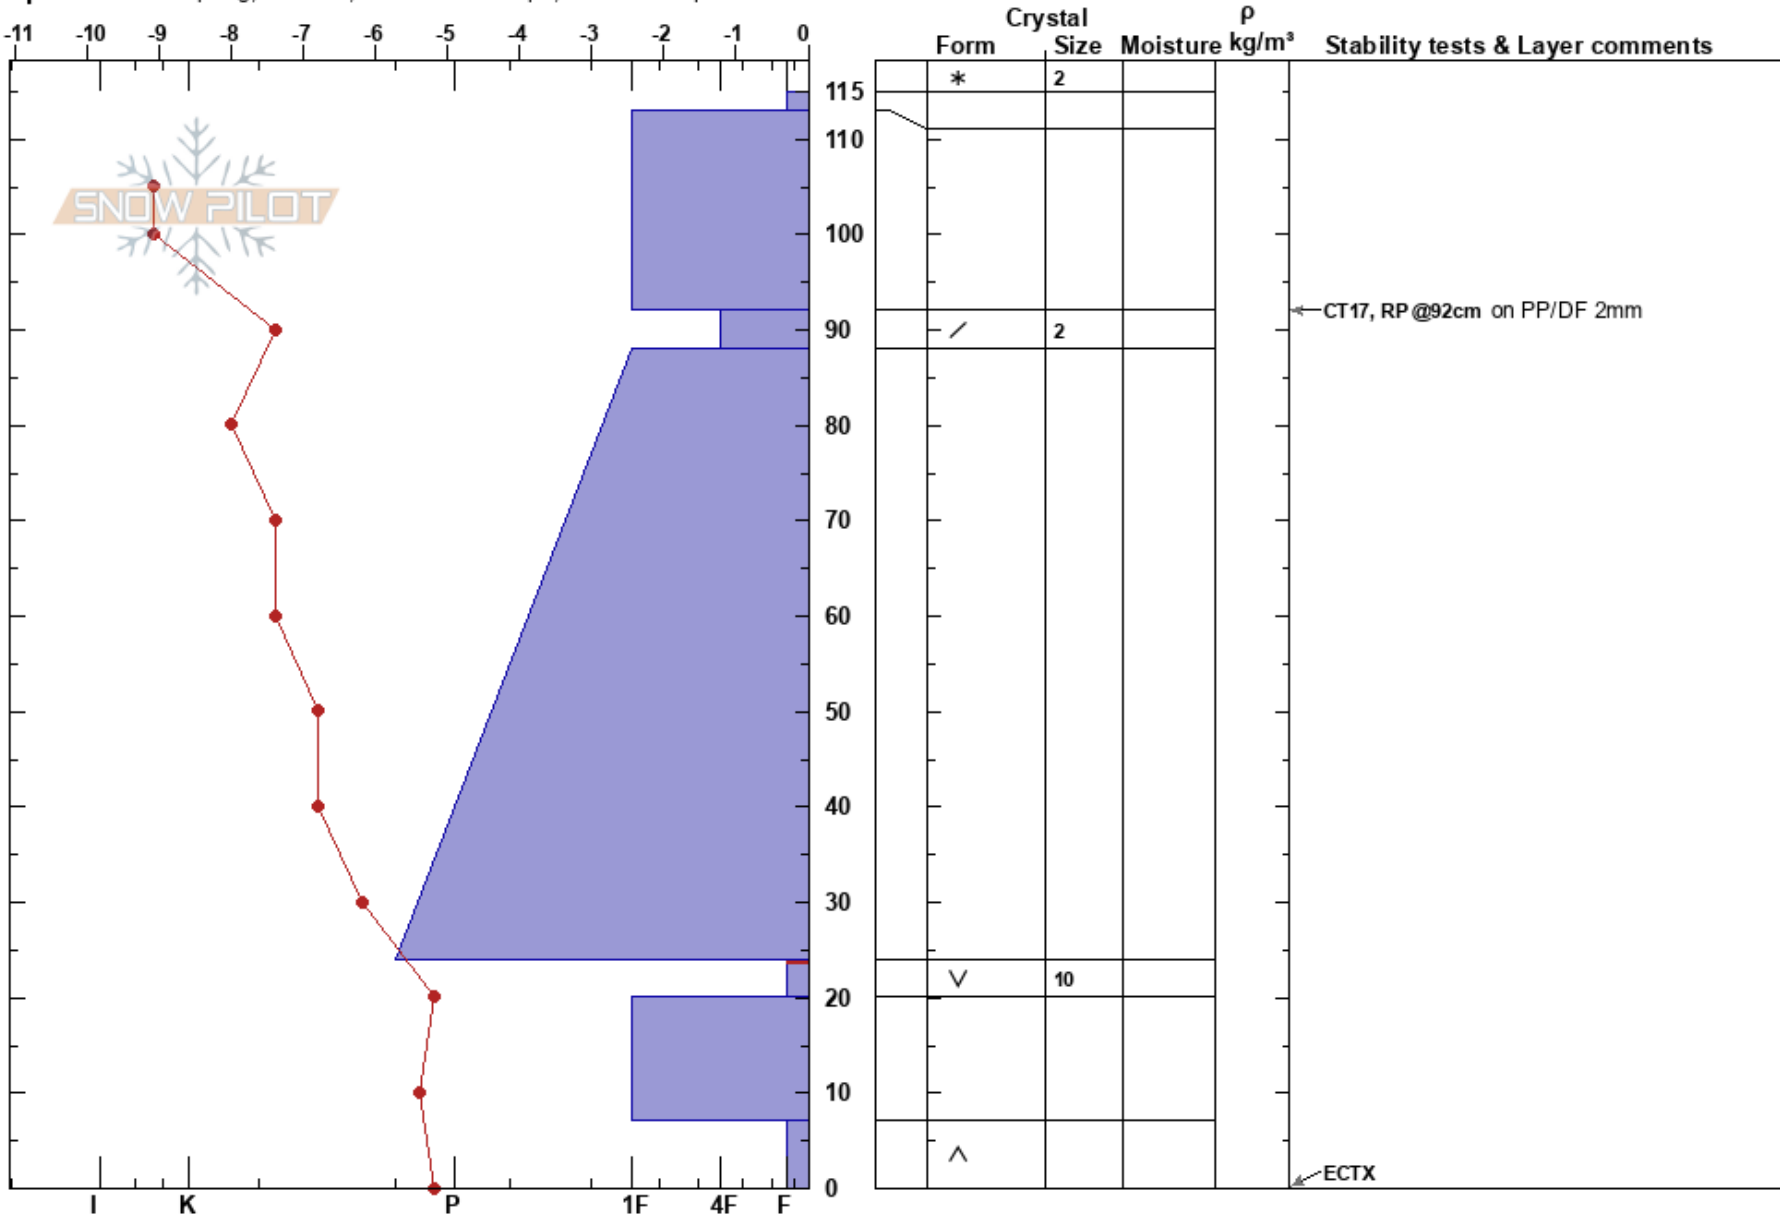 -11 -10 -9 -8 -7 -6 -5 -4 -3 -2 -1 0
Crystal
Form Size Moisture
ρ
kg/m³
Stability tests & Layer comments
SNOW PILOT
115
110
100
90
80
70
60
50
40
30
20
10
0
2
2
10
CT17, RP @92cm on PP/DF 2mm
ECTX
I K P 1F 4F F